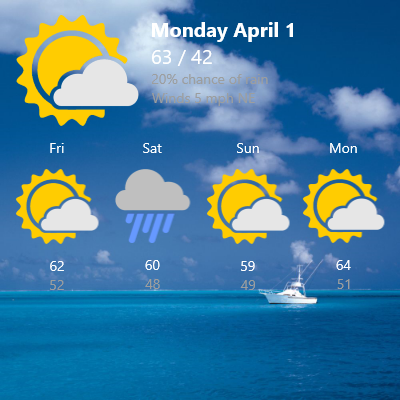 Monday April 1
63 / 42
20% chance of rain
Winds 5 mph
Fri Sat Sun Mon
62 60 59 64
52 48 49 51